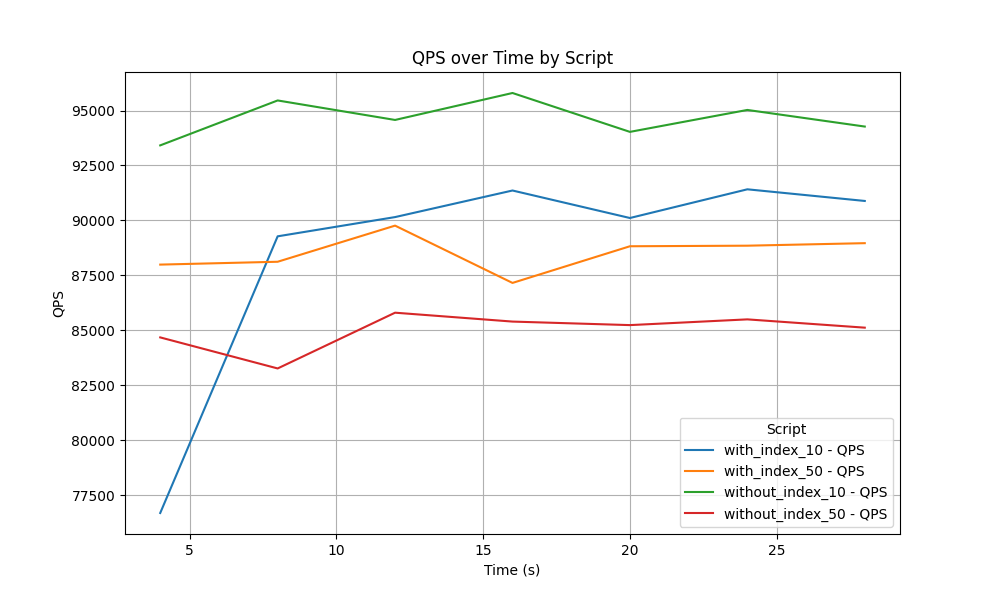 QPS over Time by Script
95000
92500
90000
87500
85000
82500
80000
77500
QPS
5
10
15
20
25
Time (s)
Script
with_index_10 - QPS
with_index_50 - QPS
without_index_10 - QPS
without_index_50 - QPS